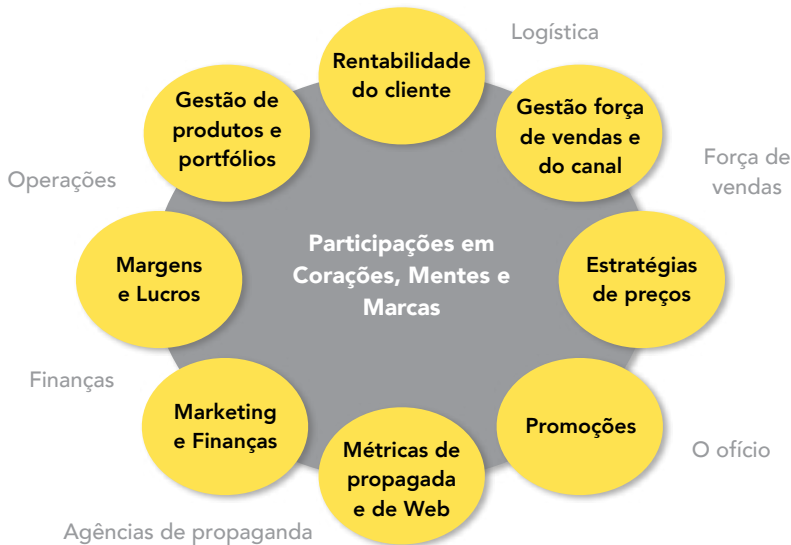 Logística
Rentabilidade
do cliente
Gestão de
produtos e
portfólios
Gestão força
de vendas e
do canal
Força de
vendas
Operações
Participações em
Corações, Mentes e
Marcas
Margens
e Lucros
Estratégias
de preços
Finanças
Marketing
e Finanças
Promoções
Métricas de
propagada
e de Web
O ofício
Agências de propaganda